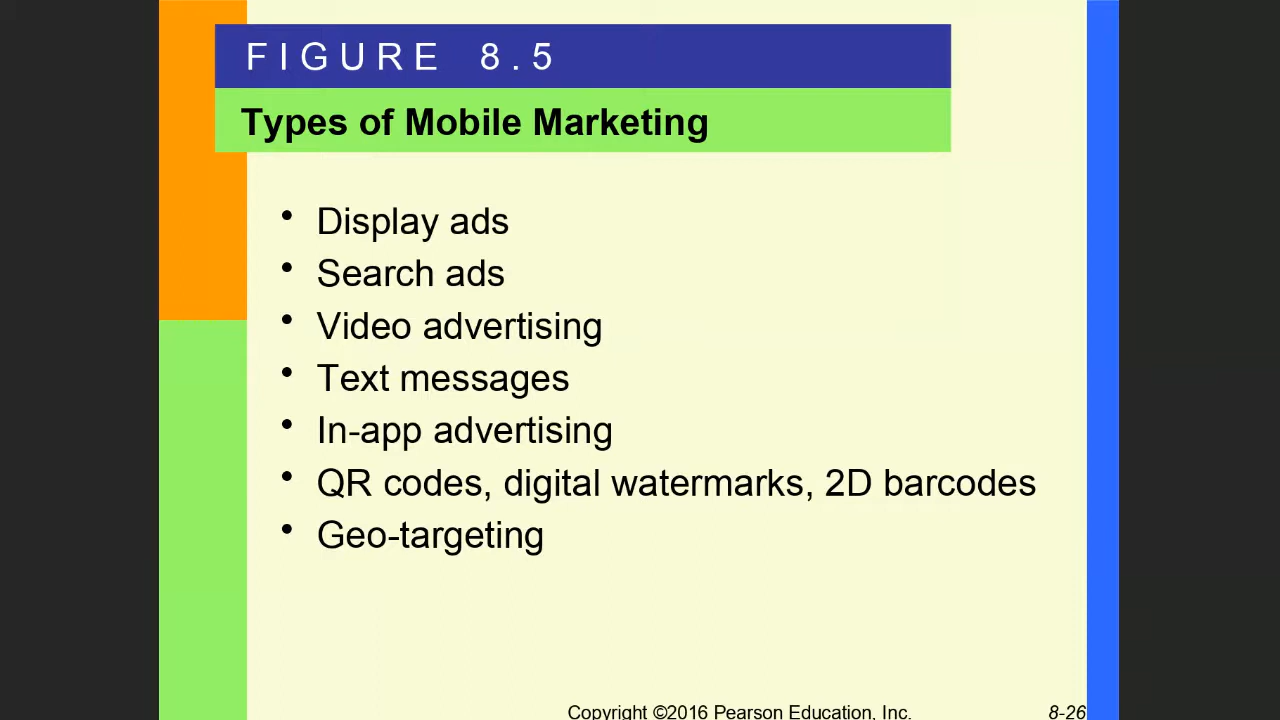 FIGURE 8.5
Types of Mobile Marketing
• Display ads
• Search ads
• Video advertising
• Text messages
• In-app advertising
• QR codes, digital watermarks, 2D barcodes
• Geo-targeting
Copyright ©2016 Pearson Education, Inc. 8-26